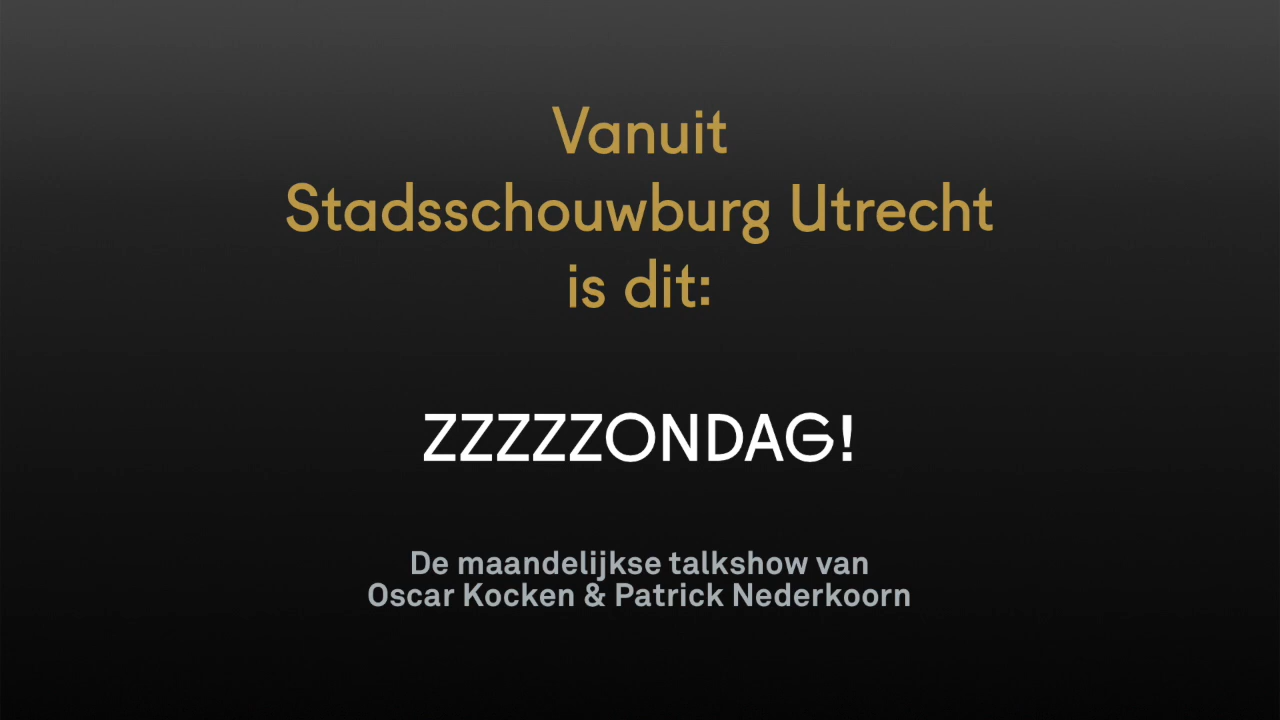 Vanuit
Stadsschouwburg Utrecht
is dit:
ZZZZZONDAG!
De maandelijkse talkshow van
Oscar Kocken & Patrick Nederkoorn